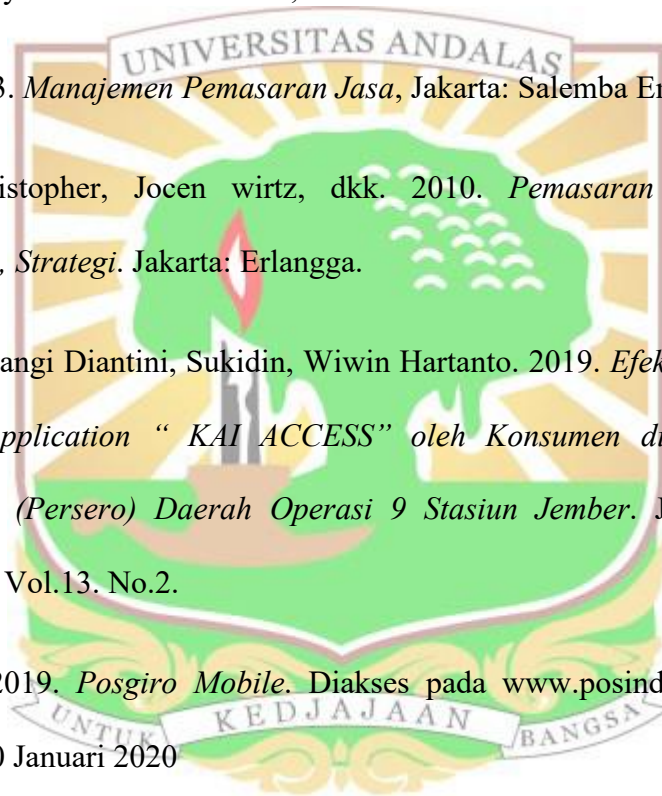 UNIVERSITAS ANDALAS
3. Manajemen Pemasaran Jasa, Jakarta: Salemba
istopher, Jocen wirtz, dkk. 2010. Pemasaran
, Strategi. Jakarta: Erlangga.
angi Diantini, Sukidin, Wiwin Hartanto. 2019. Efek
pplication “ KAI ACCESS” oleh Konsumen di
(Persero) Daerah Operasi 9 Stasiun Jember. J
Vol.13. No.2.
2019. Posgiro Mobile. Diakses pada www.posind
0 Januari 2020
UNTUK KEDJAJAAN BANGSA